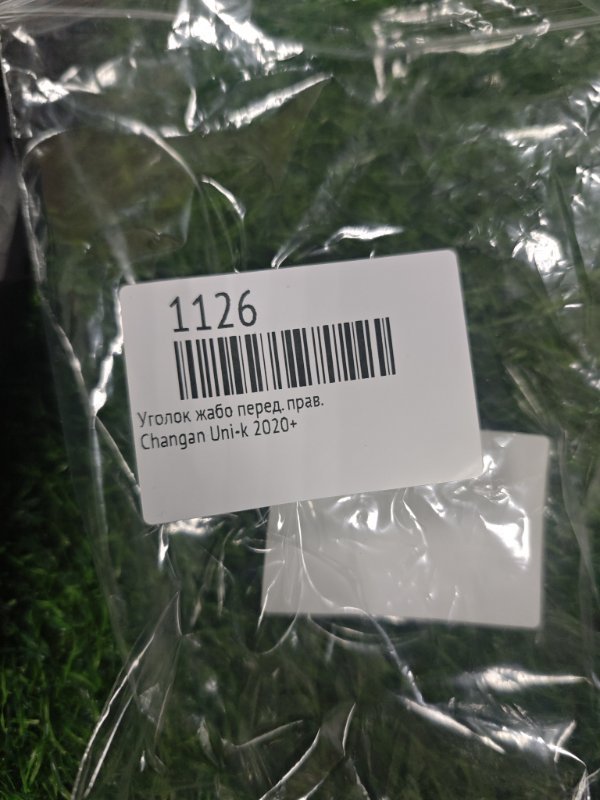 1126
Уголок жабо перед. прав.
Changan Uni-k 2020+